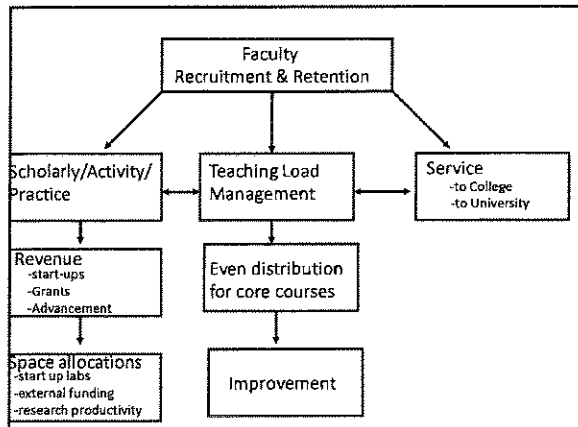 Faculty
Recruitment & Retention
Scholarly/Activity/
Practice
Teaching Load
Management
Service
-to College
-to University
Revenue
-start-ups
-Grants
-Advancement
Even distribution
for core courses
Space allocations
-start up labs
-external funding
-research productivity
Improvement